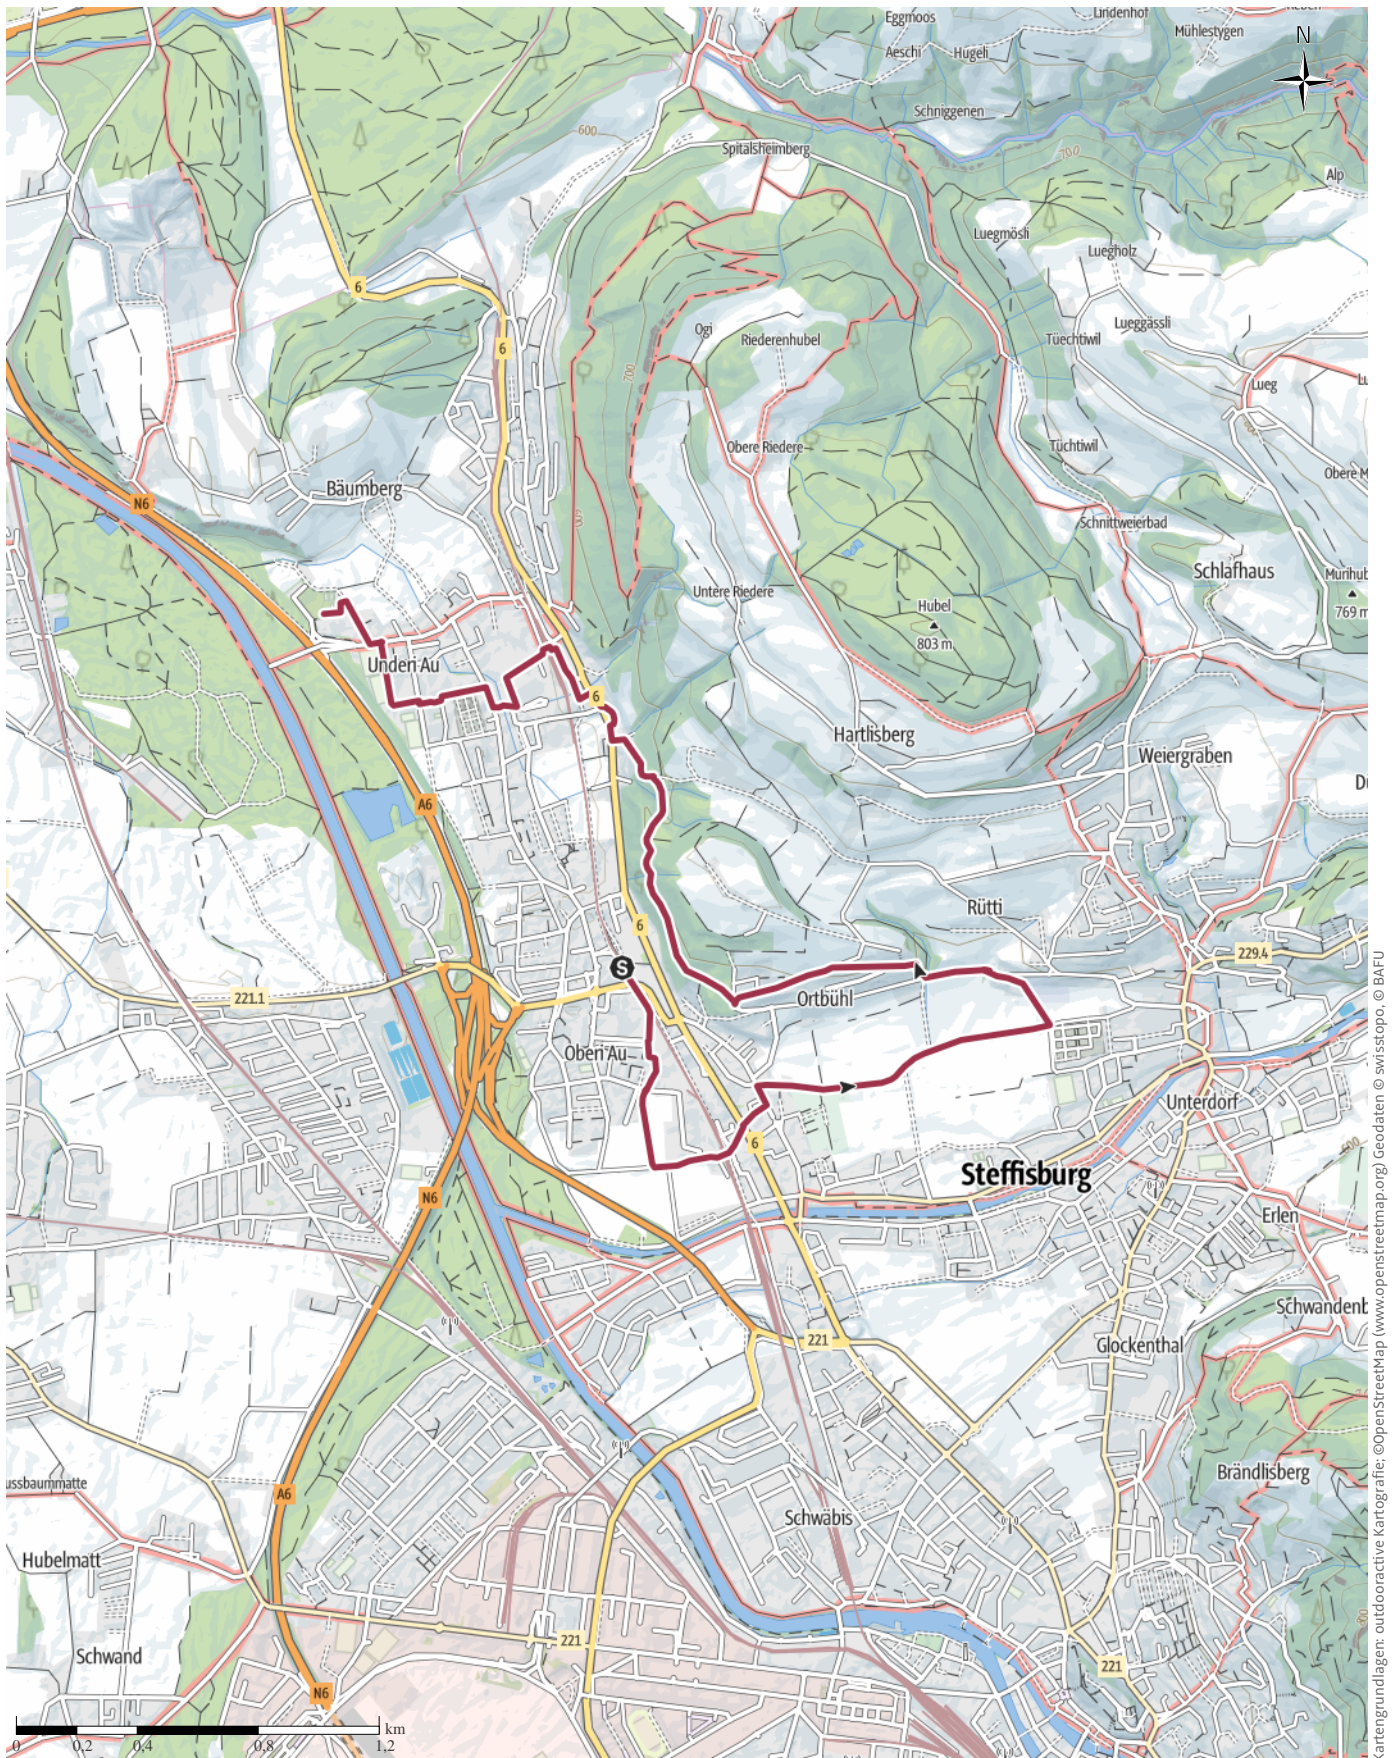 Eggmoos
Lindenhof
Mühlestygen
N
Aeschi
Hugeli
Schniggenen
600
Spitalsheimberg
700
Alp
Luegmösli
Luegholz
6
Lueggässli
Ogi
Riederenhubel
Tüechtiwil
6
700
Lueg
Obere Riedere
Tüchtiwil
Obere M
Bäumberg
N6
Schnittweierbad
Schlafhaus
Murihub
Untere Riedere
Hubel
769 m
803 m
Underi Au
6
Hartlisberg
Weiergraben
A6
Rütti
6
229.4
S
221.1
Ortbühl
Oberi Au
Unterdorf
6
600
Steffisburg
N6
Erlen
Schwandenb
221
Glockenthal
Brändlisberg
ussbaummatte
A6
Schwäbis
Hubelmatt
221
Schwand
221
N6
km
0
0,2
0,4
0,8
1,2
artengrundlagen: outdooractive Kartografie; ©OpenStreetMap (www.openstreetmap.org) Geodaten © swisstopo, © BAFU